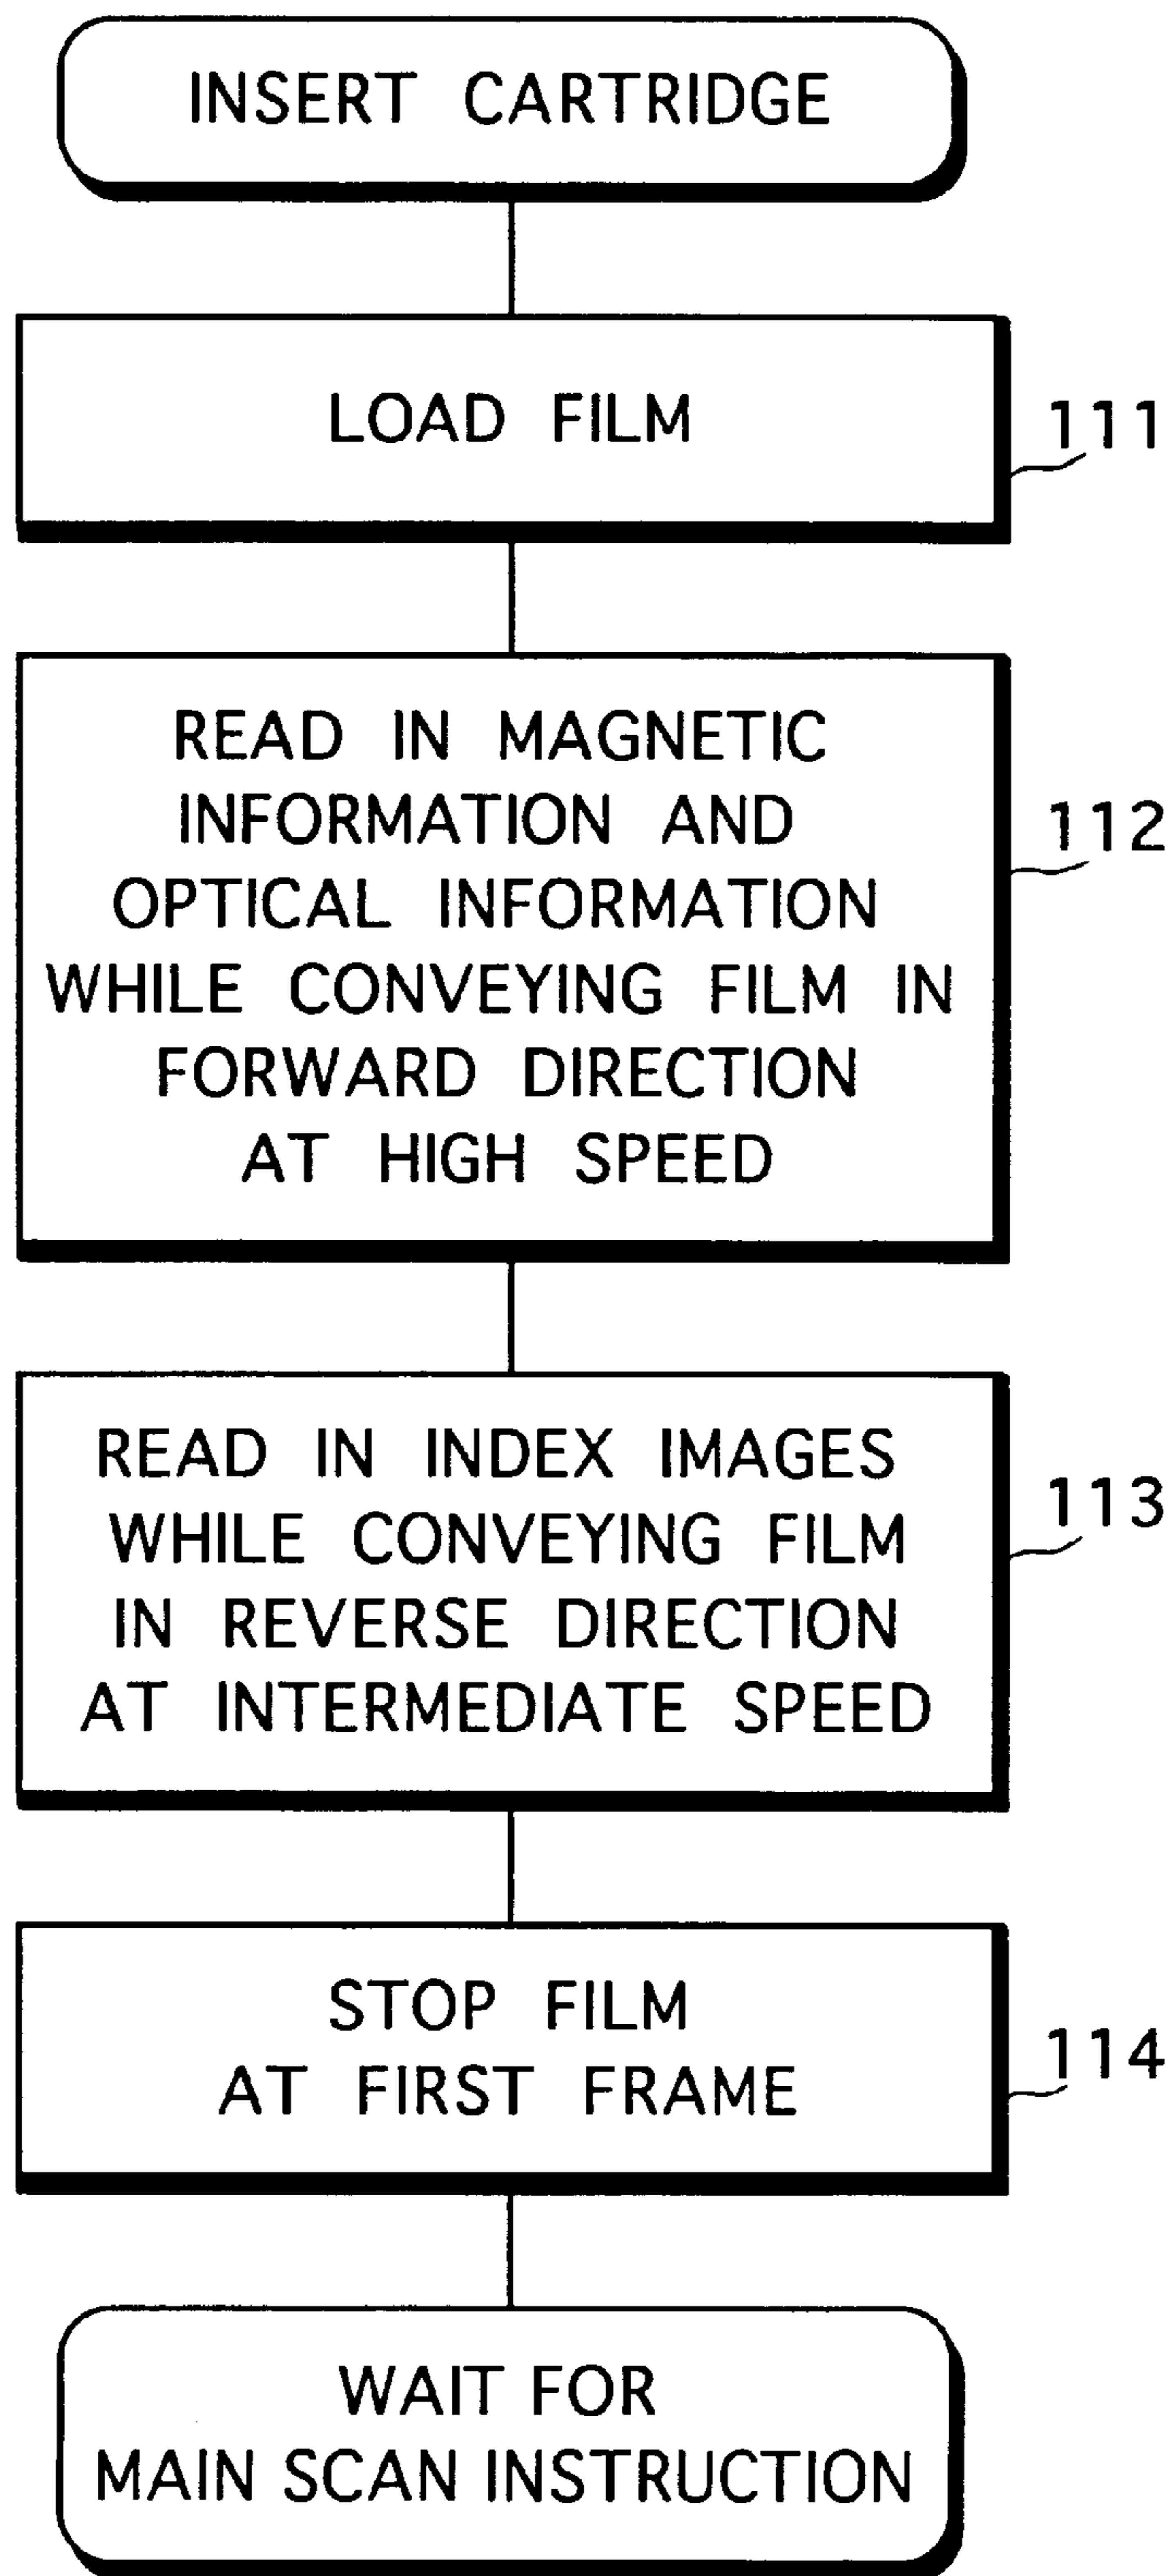 INSERT CARTRIDGE
LOAD FILM
111
READ IN MAGNETIC
INFORMATION AND
OPTICAL INFORMATION
WHILE CONVEYING FILM IN
FORWARD DIRECTION
AT HIGH SPEED
112
READ IN INDEX IMAGES
WHILE CONVEYING FILM
IN REVERSE DIRECTION
AT INTERMEDIATE SPEED
113
STOP FILM
AT FIRST FRAME
114
WAIT FOR
MAIN SCAN INSTRUCTION